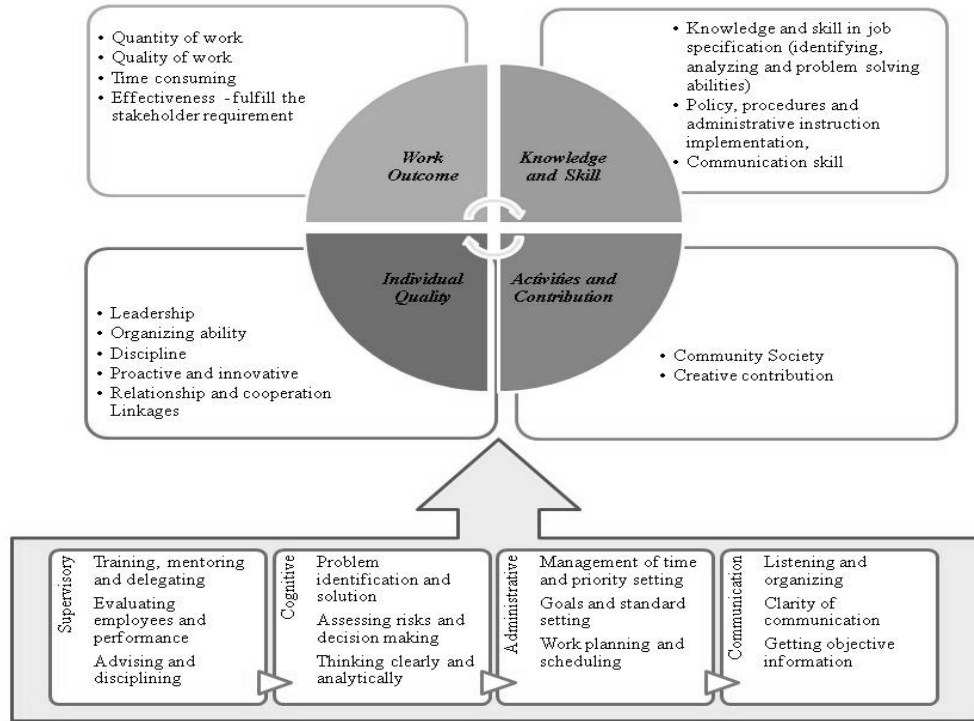 • Quantity of work
• Quality of work
• Time consuming
• Effectiveness -fulfill the
stakeholder requirement
• Knowledge and skill in job
specification (identifying,
analyzing and problem solving
abilities)
• Policy, procedures and
administrative instruction
implementation,
• Communication skill
Work
Outcome
Knowledge
and Skill
Individual
Quality
Activities and
Contribution
• Leadership
• Organizing ability
• Discipline
• Proactive and innovative
• Relationship and cooperation
Linkages
• Community Society
• Creative contribution
Supervisory
Training, mentoring
and delegating
Evaluating
employees and
performance
Advising and
disciplining
Cognitive
Problem
identification and
solution
Assessing risks and
decision making
Thinking clearly and
analytically
Administrative
Management of time
and priority setting
Goals and standard
setting
Work planning and
scheduling
Communication
Listening and
organizing
Clarity of
communication
Getting objective
information